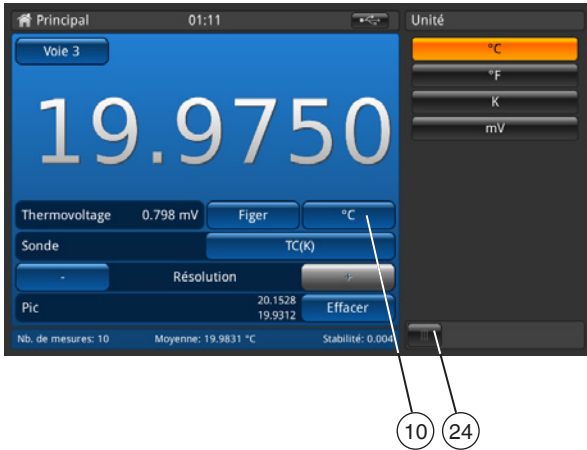 Principal 01:11 Unité
Voie 3
°C
°F
K
mV
19.9750
Thermovoltage 0.798 mV Figer °C
Sonde TC(K)
- Résolution +
Pic 20.1528 19.9312 Effacer
Nb. de mesures: 10 Moyenne: 19.9831 °C Stabilité: 0.004
10 24